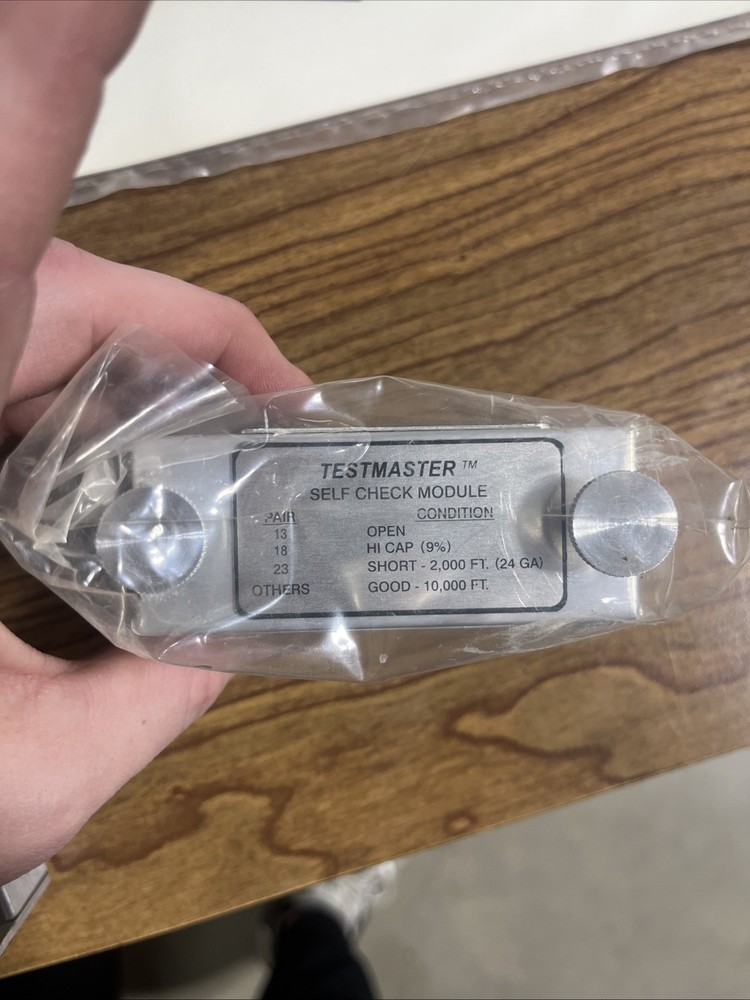 TESTMASTER ™
SELF CHECK MODULE
PAIR CONDITION
13 OPEN
18 HI CAP (9%)
23 SHORT - 2,000 FT. (24 GA)
OTHERS GOOD - 10,000 FT.